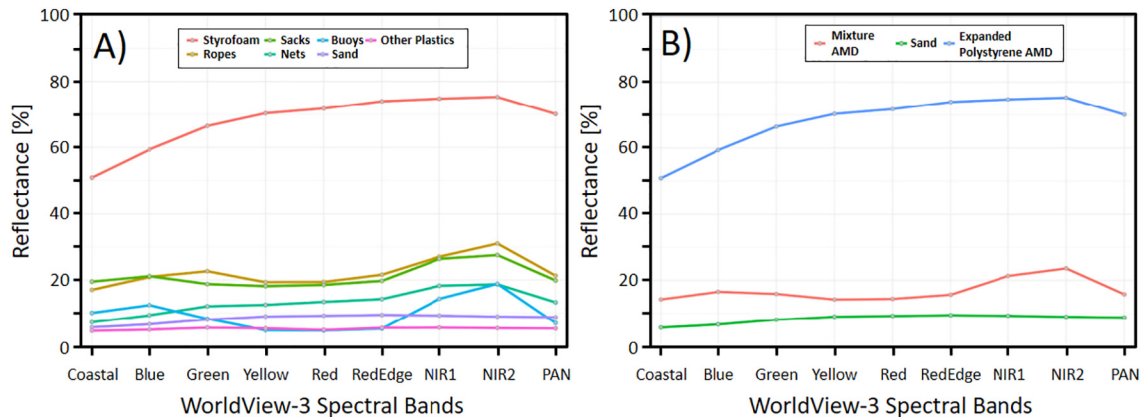 A)
Styrofoam Sacks Buoys Other Plastics
Ropes Nets Sand
100
80
60
40
20
0
Reflectance [%]
Coastal Blue Green Yellow Red RedEdge NIR1 NIR2 PAN
WorldView-3 Spectral Bands
B)
Mixture AMD Sand Expanded Polystyrene AMD
100
80
60
40
20
0
Reflectance [%]
Coastal Blue Green Yellow Red RedEdge NIR1 NIR2 PAN
WorldView-3 Spectral Bands